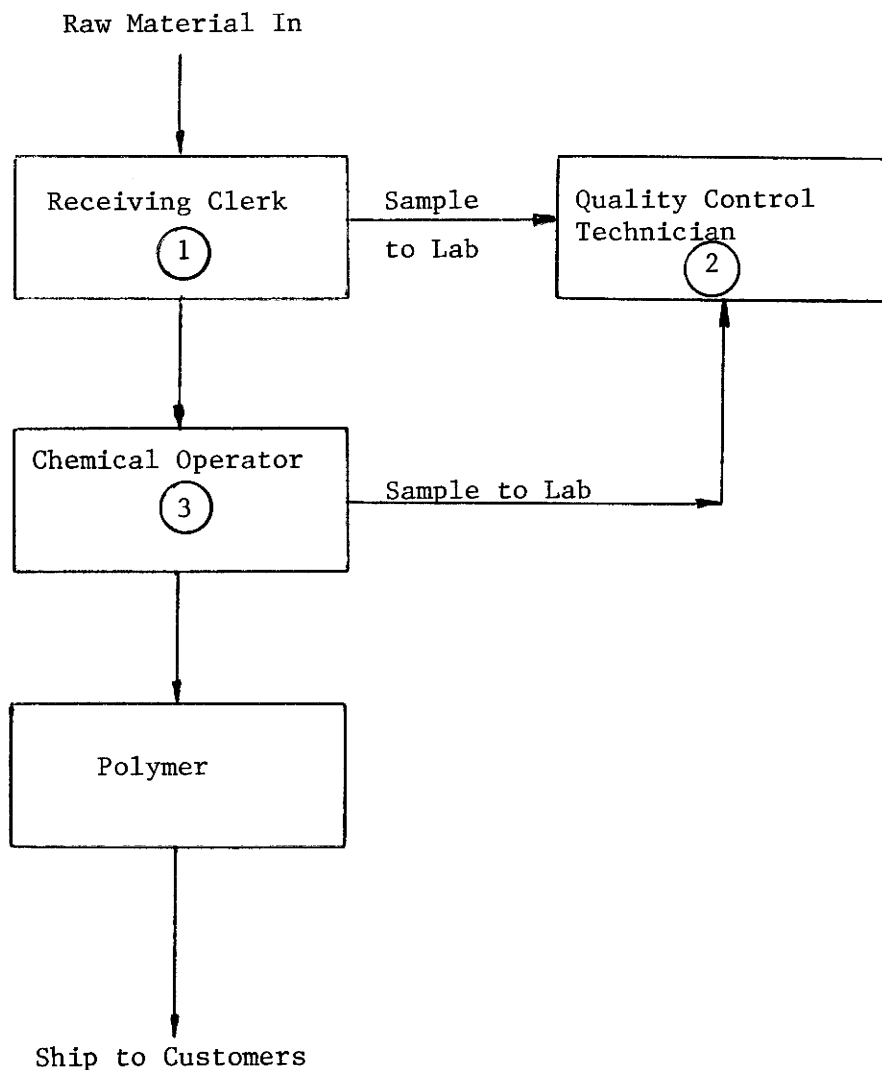 Raw Material In
Receiving Clerk
1
Sample
to Lab
Quality Control
Technician
2
Chemical Operator
3
Sample to Lab
Polymer
Ship to Customers